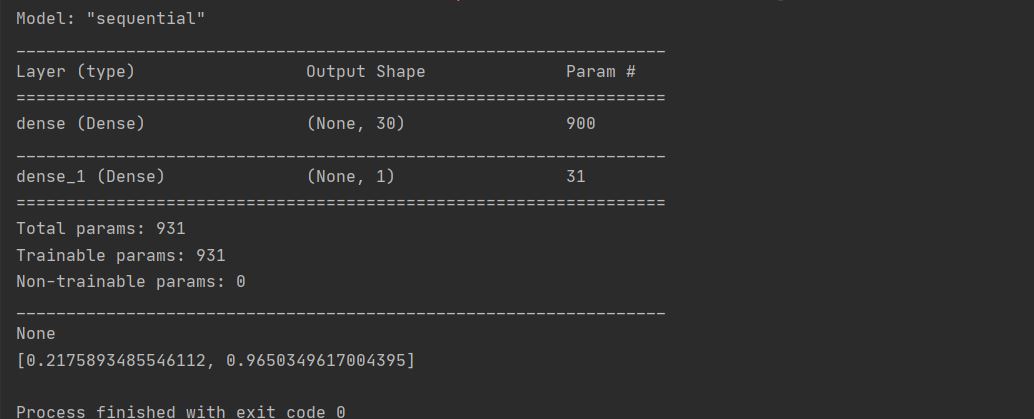 Model: "sequential"
_________________________________________________________________
Layer (type)                 Output Shape              Param #
=================================================================
dense (Dense)                (None, 30)                900
_________________________________________________________________
dense_1 (Dense)              (None, 1)                 31
=================================================================
Total params: 931
Trainable params: 931
Non-trainable params: 0
_________________________________________________________________
None
[0.2175893485546112, 0.9650349617004395]
Process finished with exit code 0